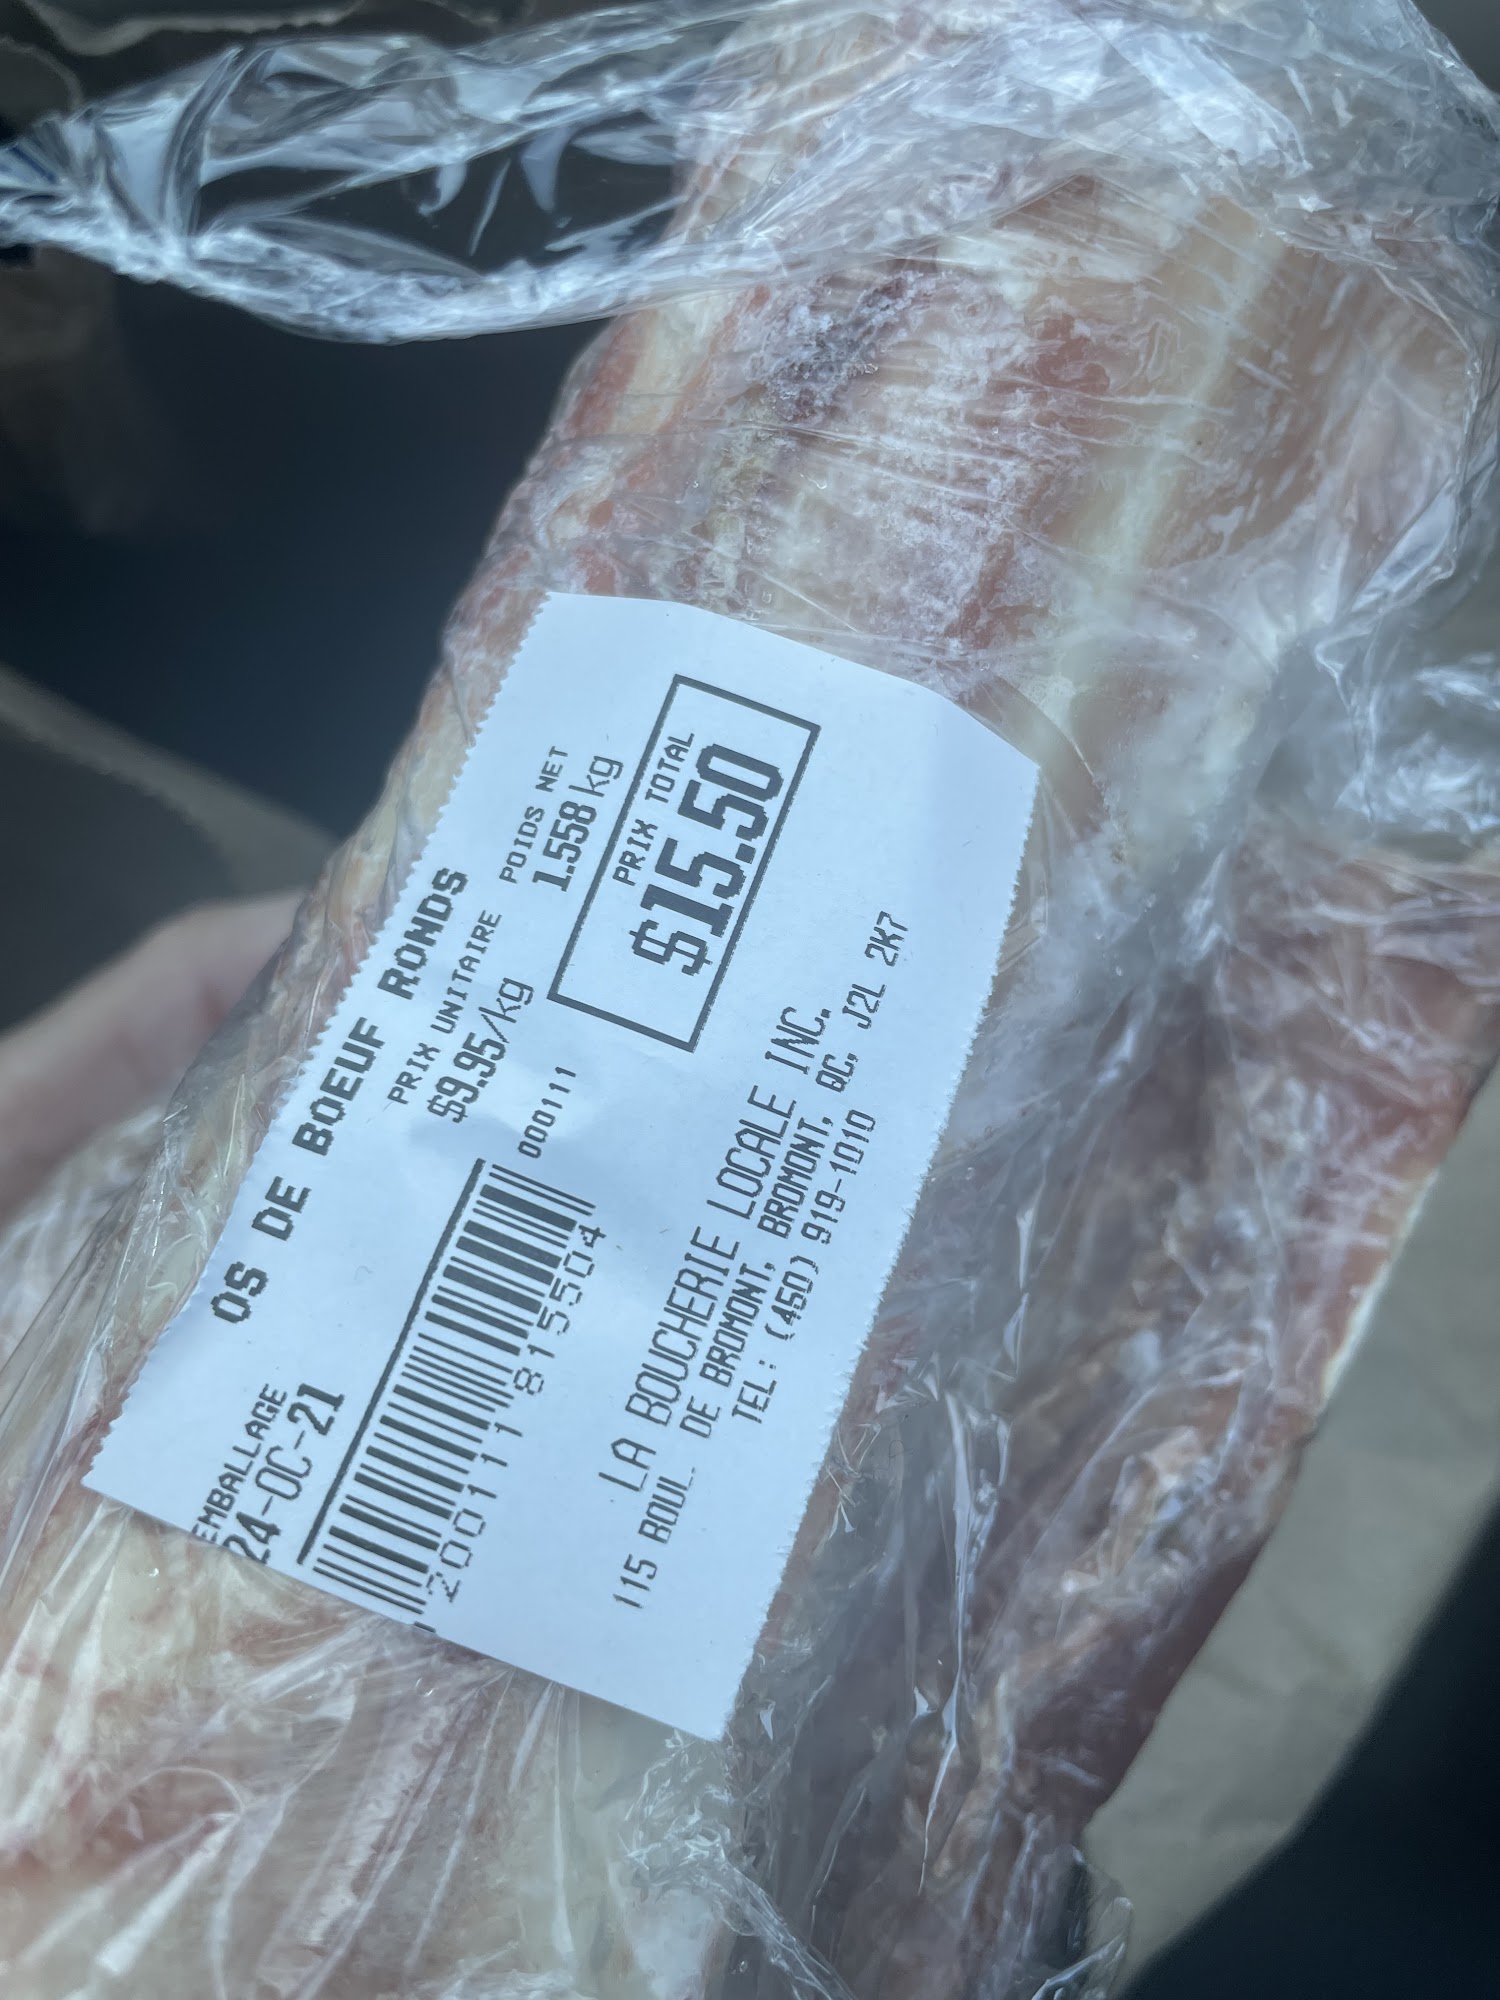 OS DE BOEUF RONDS
EMBALLAGE
24-OC-21
PRIX UNITAIRE
$9.95/kg
POIDS NET
1.558 kg
000111
PRIX TOTAL
$15.50
200111 815504
LA BOUCHERIE LOCALE INC.
115 BOUL. DE BROMONT, BROMONT, QC, J2L 2K7
TEL: (450) 919-1010